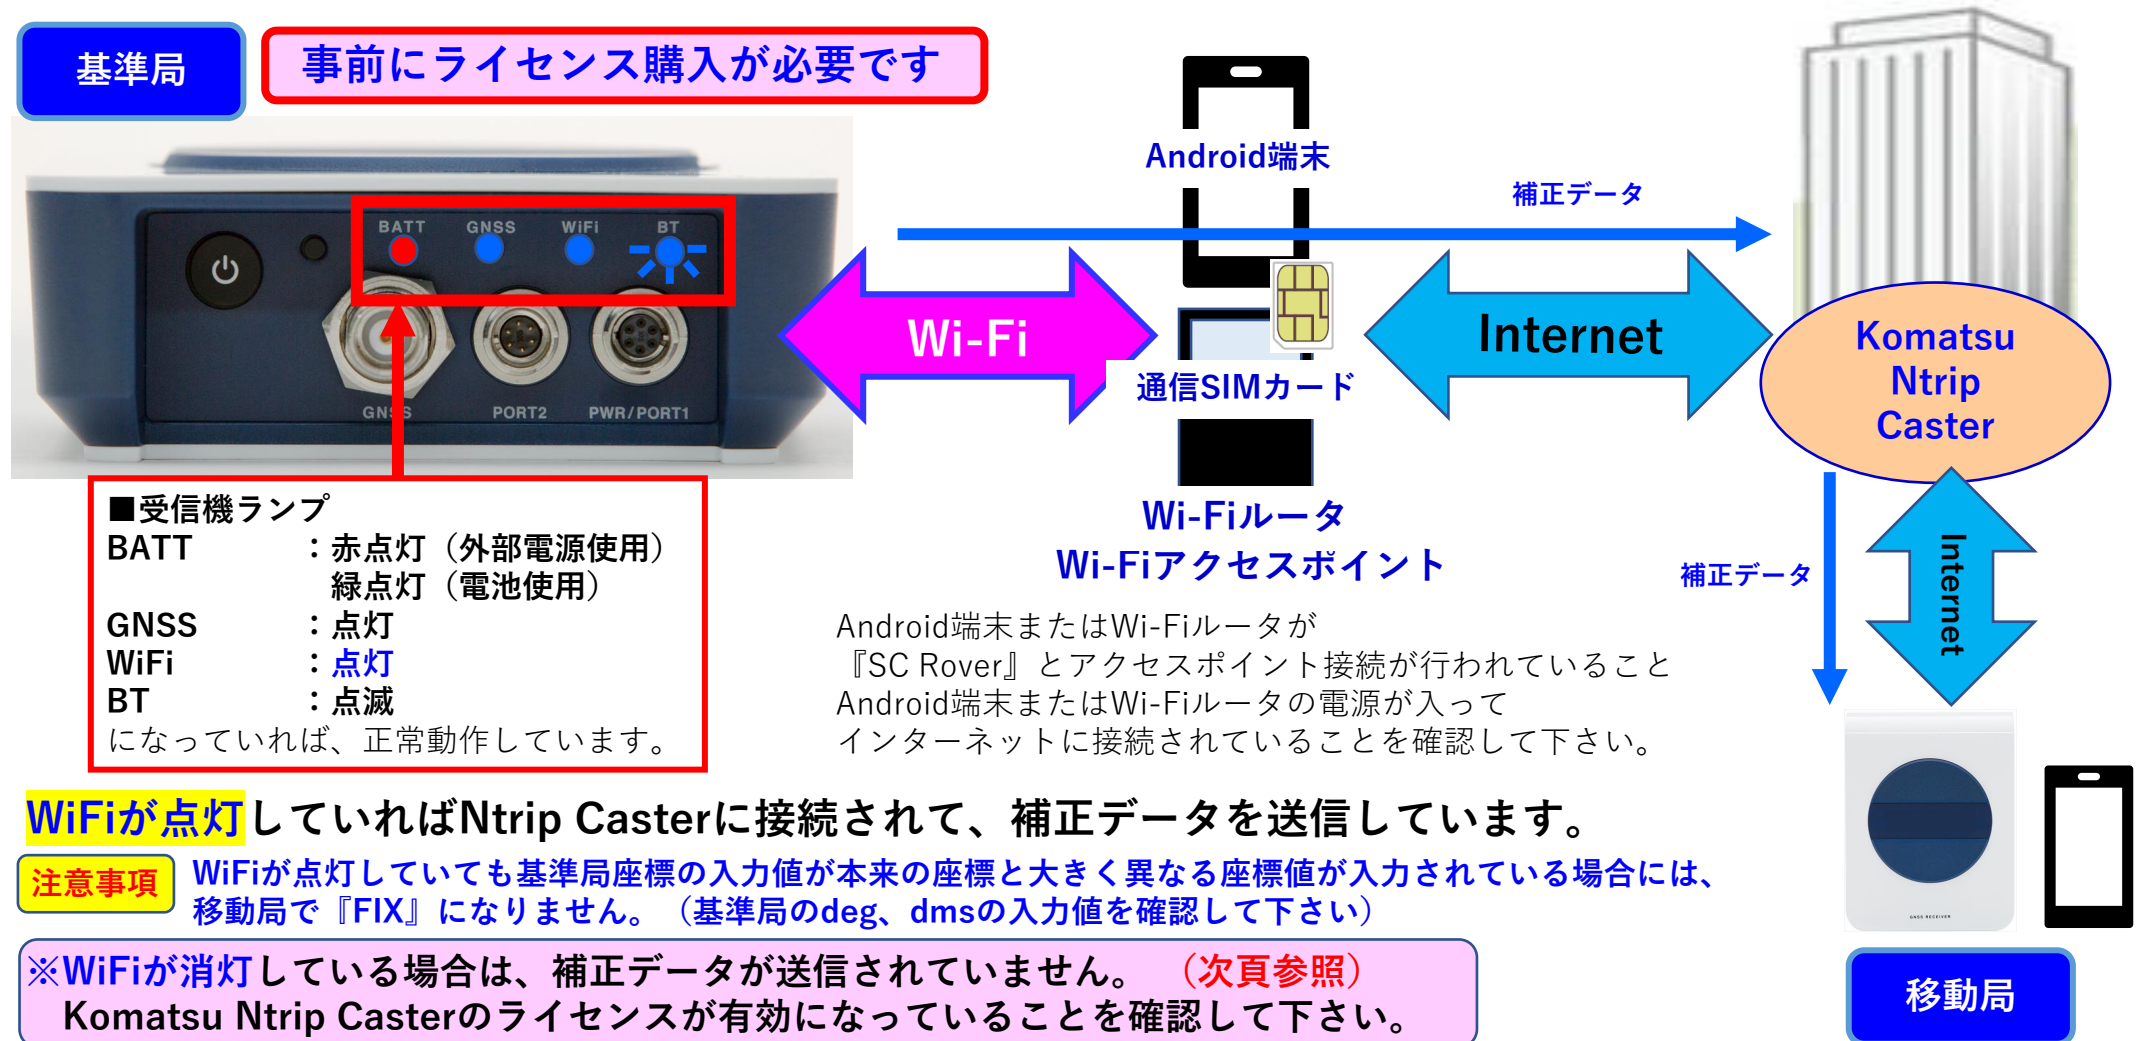 基準局
事前にライセンス購入が必要です
Android端末
補正データ
BATT GNSS WiFi BT
Wi-Fi
Internet
Komatsu
Ntrip
Caster
通信SIMカード
GNSS PORT2 PWR/PORT1
■受信機ランプ
BATT ：赤点灯（外部電源使用）
緑点灯（電池使用）
GNSS ：点灯
WiFi ：点灯
BT ：点滅
になっていれば、正常動作しています。
Wi-Fiルータ
Wi-Fiアクセスポイント
補正データ
Internet
Android端末またはWi-Fiルータが
『SC Rover』とアクセスポイント接続が行われていること
Android端末またはWi-Fiルータの電源が入って
インターネットに接続されていることを確認して下さい。
WiFiが点灯していればNtrip Casterに接続されて、補正データを送信しています。
注意事項
WiFiが点灯していても基準局座標の入力値が本来の座標と大きく異なる座標値が入力されている場合には、
移動局で『FIX』になりません。（基準局のdeg、dmsの入力値を確認して下さい）
GNSS RECEIVER
※WiFiが消灯している場合は、補正データが送信されていません。（次頁参照）
Komatsu Ntrip Casterのライセンスが有効になっていることを確認して下さい。
移動局